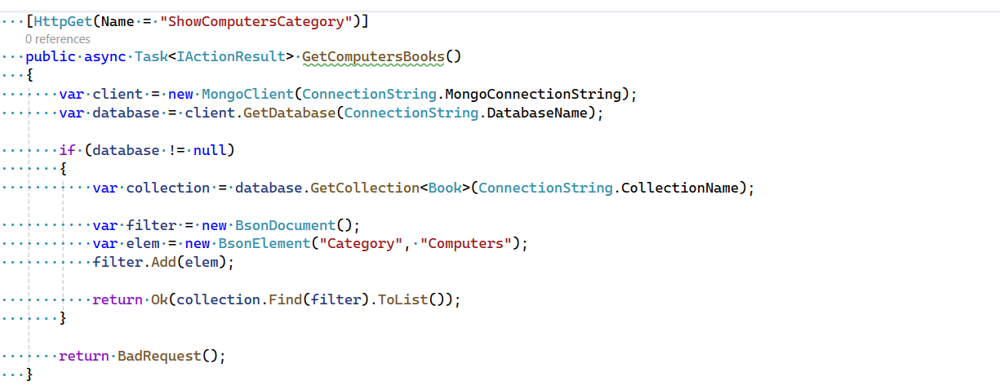 [HttpGet(Name = "ShowComputersCategory")]
0 references
public async Task<IActionResult> GetComputersBooks()
{
var client = new MongoClient(ConnectionString.MongoConnectionString);
var database = client.GetDatabase(ConnectionString.DatabaseName);
if (database != null)
{
var collection = database.GetCollection<Book>(ConnectionString.CollectionName);
var filter = new BsonDocument();
var elem = new BsonElement("Category", "Computers");
filter.Add(elem);
return Ok(collection.Find(filter).ToList());
}
return BadRequest();
}